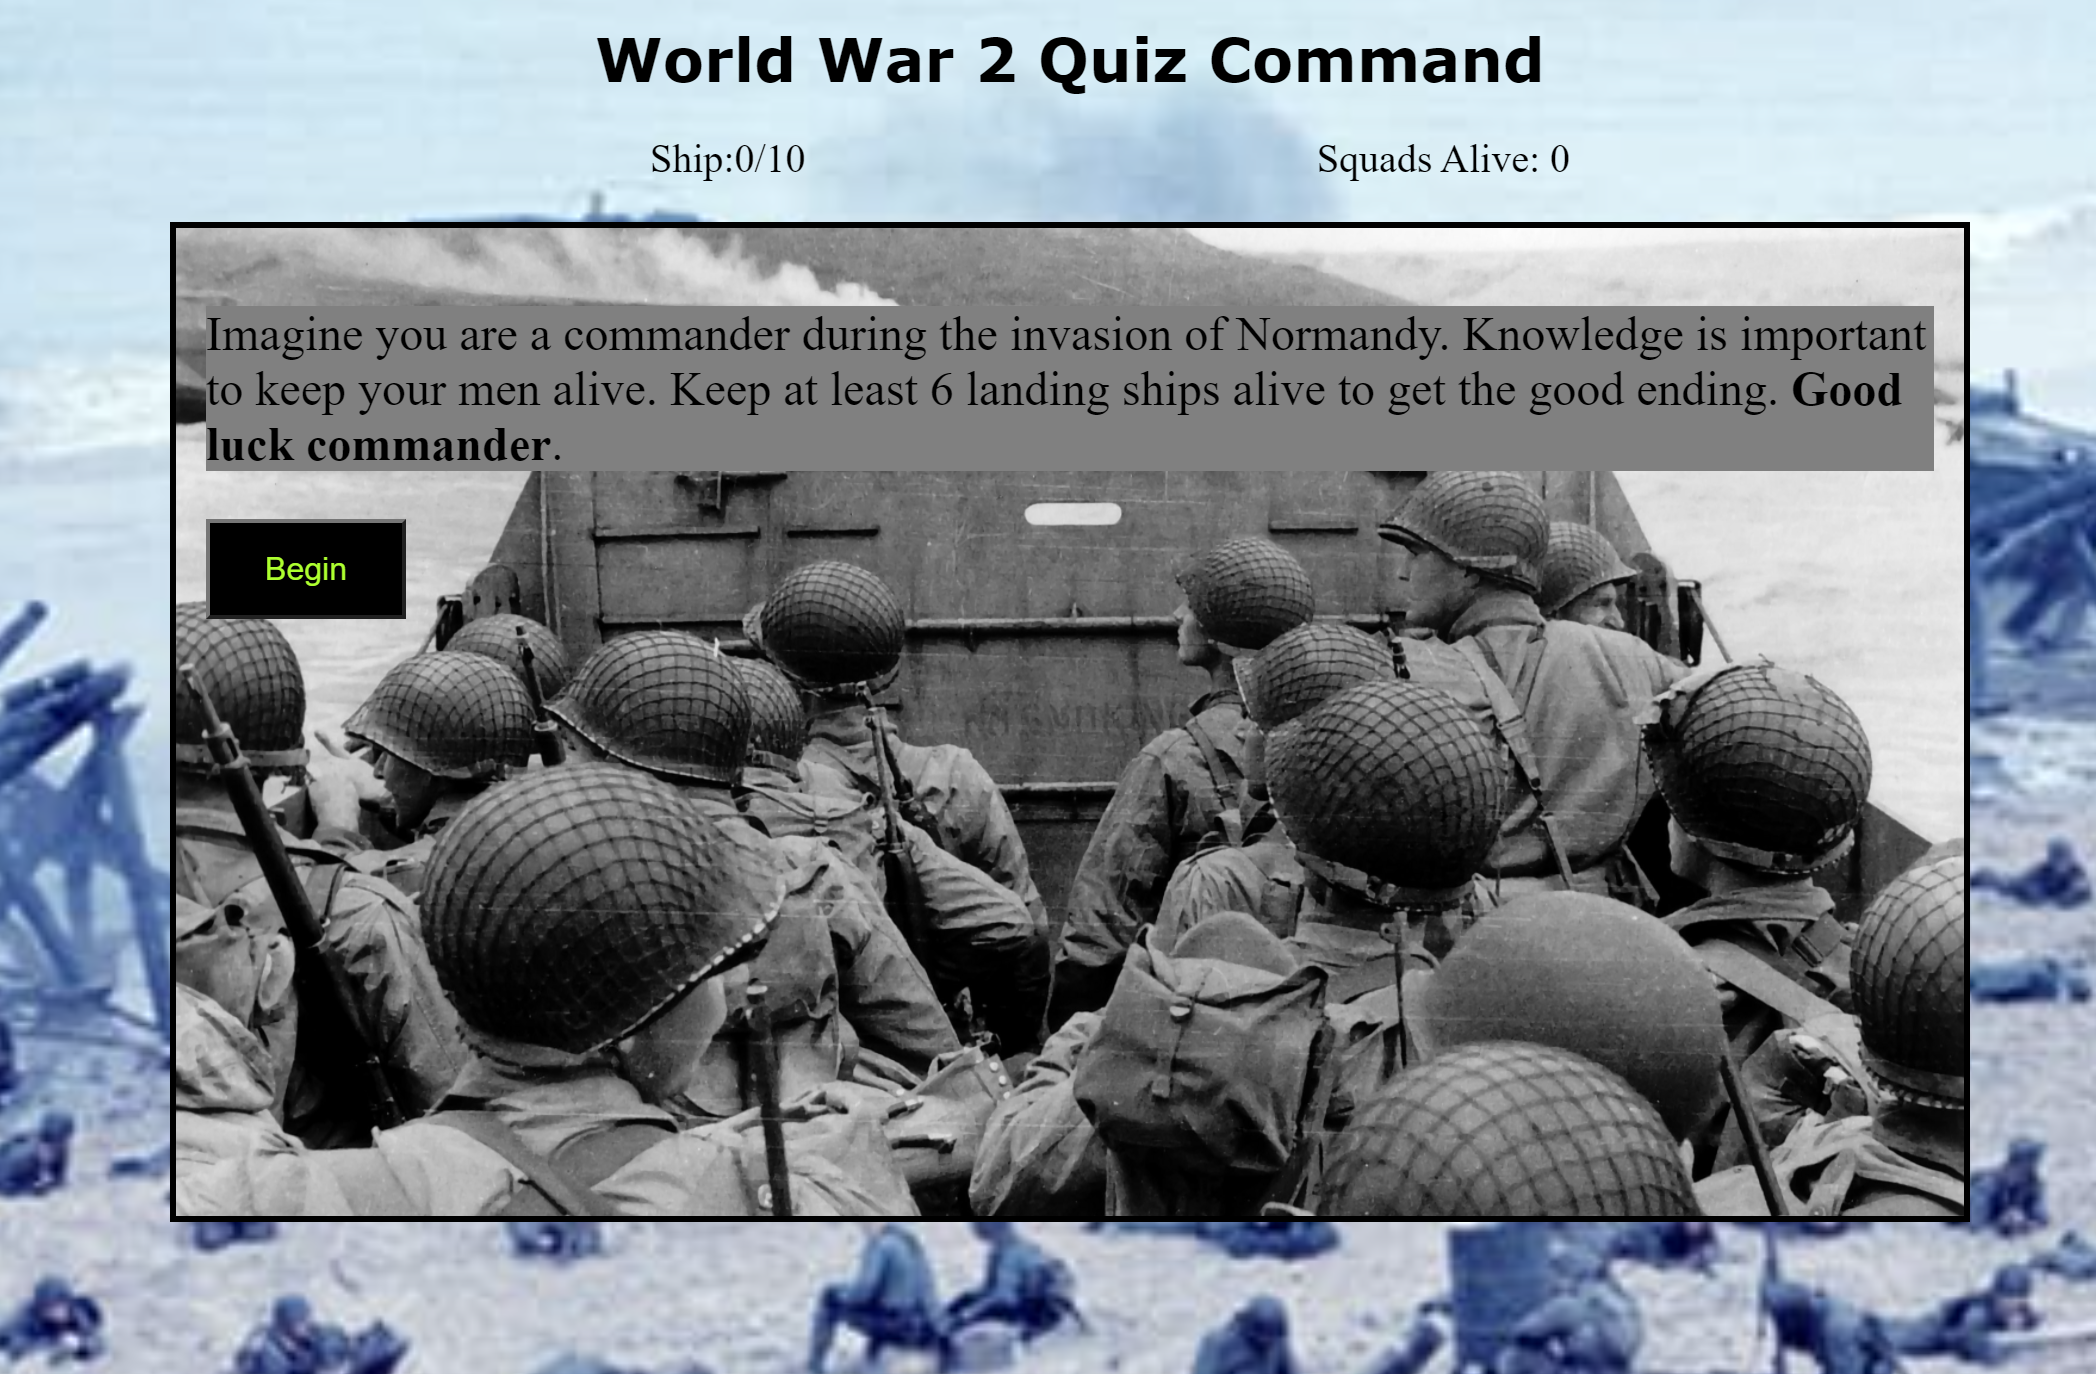 World War 2 Quiz Command
Ship:0/10
Squads Alive: 0
Imagine you are a commander during the invasion of Normandy. Knowledge is important
to keep your men alive. Keep at least 6 landing ships alive to get the good ending. Good
luck commander.
Begin